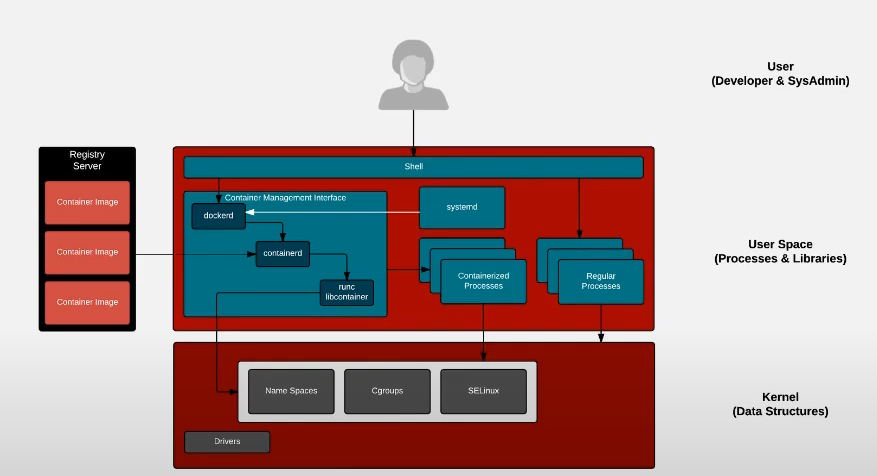 User
(Developer & SysAdmin)
Registry
Server
Container Image
Container Image
Container Image
Shell
Container Management Interface
dockerd
containerd
runc
libcontainer
systemd
Containerized
Processes
Regular
Processes
User Space
(Processes & Libraries)
Name Spaces
Cgroups
SELinux
Drivers
Kernel
(Data Structures)